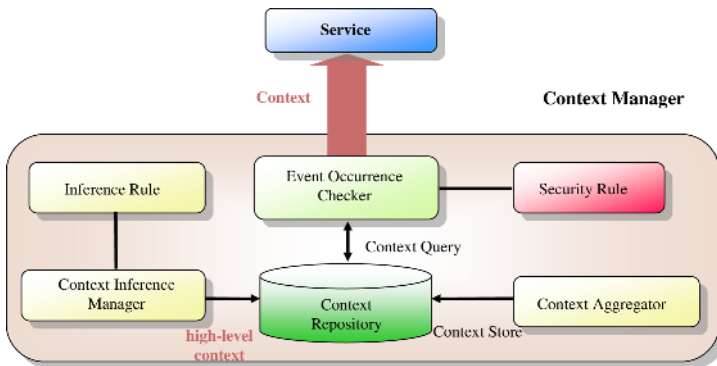 Service
Context
Context Manager
Inference Rule
Event Occurrence
Checker
Security Rule
Context Query
Context Inference
Manager
Context
Repository
Context Aggregator
high-level
context
Context Store